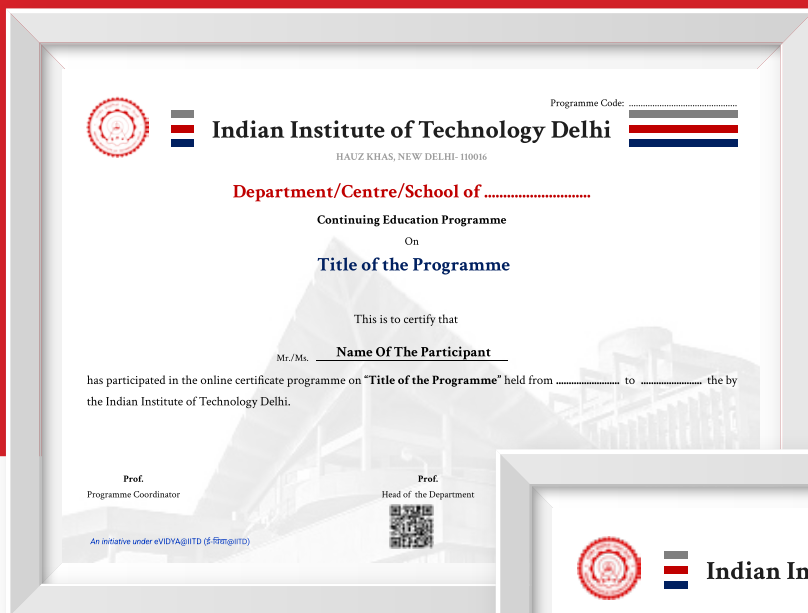 Programme Code: ............................................
Indian Institute of Technology Delhi
HAUZ KHAS, NEW DELHI- 110016
Department/Centre/School of ............................
Continuing Education Programme
On
Title of the Programme
This is to certify that
Mr./Ms. Name Of The Participant
has participated in the online certificate programme on “Title of the Programme” held from ........................ to ....................... the by
the Indian Institute of Technology Delhi.
Prof.
Programme Coordinator
Prof.
Head of the Department
An initiative under eVIDYA@IITD (ई-विद्या@IITD)
Indian In